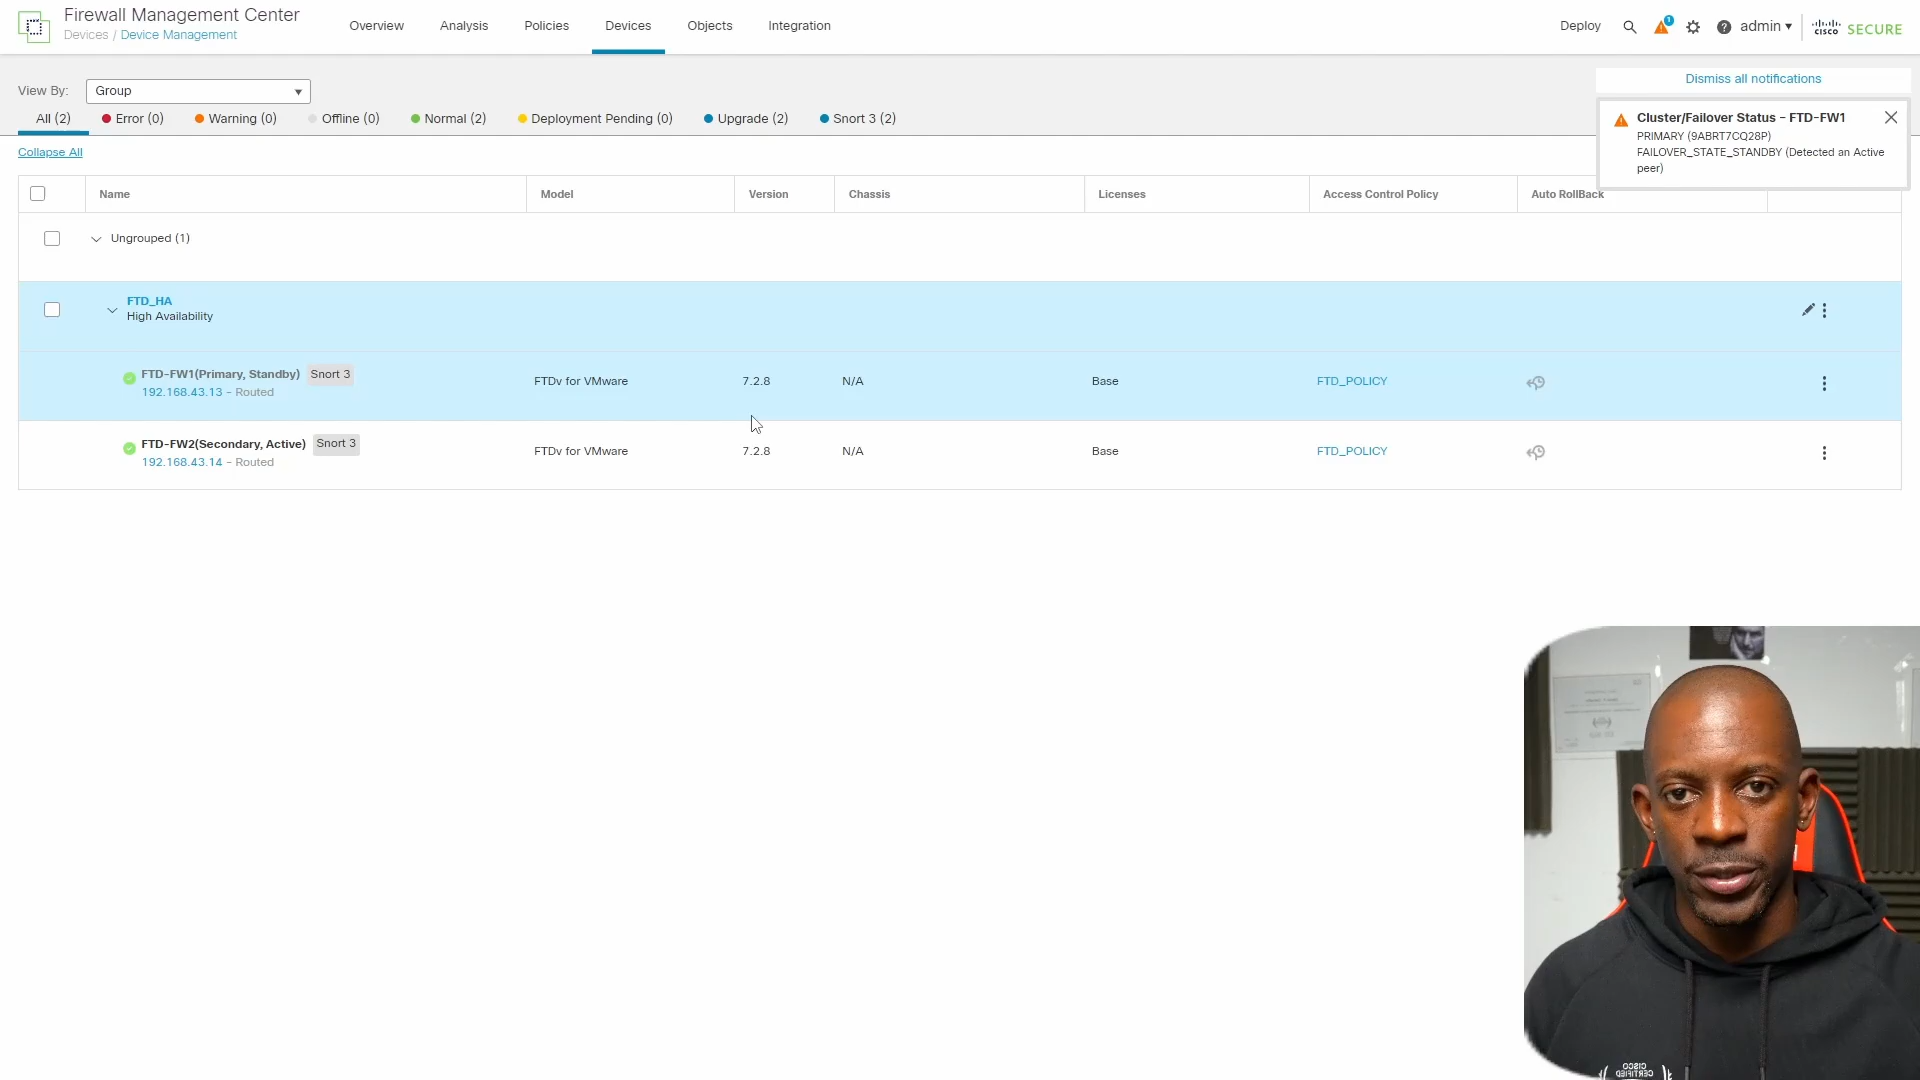 Firewall Management Center
Devices / Device Management
Overview
Analysis
Policies
Devices
Objects
Integration
Deploy
1
admin
cisco SECURE
View By:
Group
Dismiss all notifications
All (2)
Error (0)
Warning (0)
Offline (0)
Normal (2)
Deployment Pending (0)
Upgrade (2)
Snort 3 (2)
Cluster/Failover Status - FTD-FW1
PRIMARY (9ABRT7CQ28P)
FAILOVER_STATE_STANDBY (Detected an Active
peer)
Collapse All
Name
Model
Version
Chassis
Licenses
Access Control Policy
Auto RollBack
Ungrouped (1)
FTD_HA
High Availability
FTD-FW1(Primary, Standby) Snort 3
192.168.43.13 - Routed
FTDv for VMware
7.2.8
N/A
Base
FTD_POLICY
FTD-FW2(Secondary, Active) Snort 3
192.168.43.14 - Routed
FTDv for VMware
7.2.8
N/A
Base
FTD_POLICY
CISCO
CERTIFIED